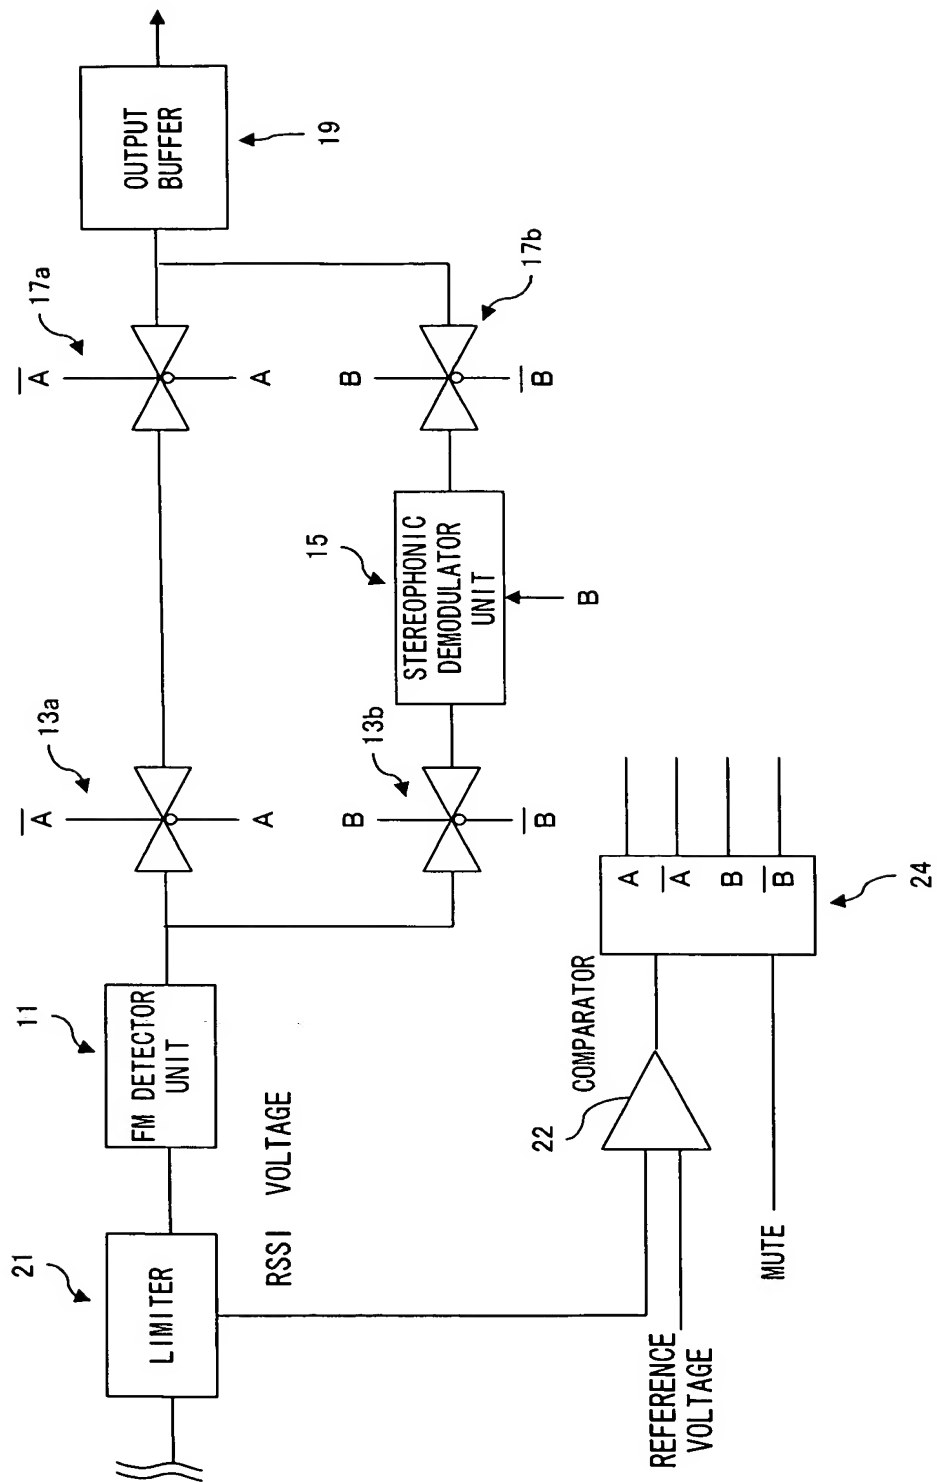 21
LIMITER
RSSI VOLTAGE
11
FM DETECTOR
UNIT
13a
A
A
13b
B
B
15
STEREOPHONIC
DEMODULATOR
UNIT
B
17a
A
A
17b
B
B
OUTPUT
BUFFER
19
REFERENCE
VOLTAGE
22
COMPARATOR
MUTE
A
A
B
B
24